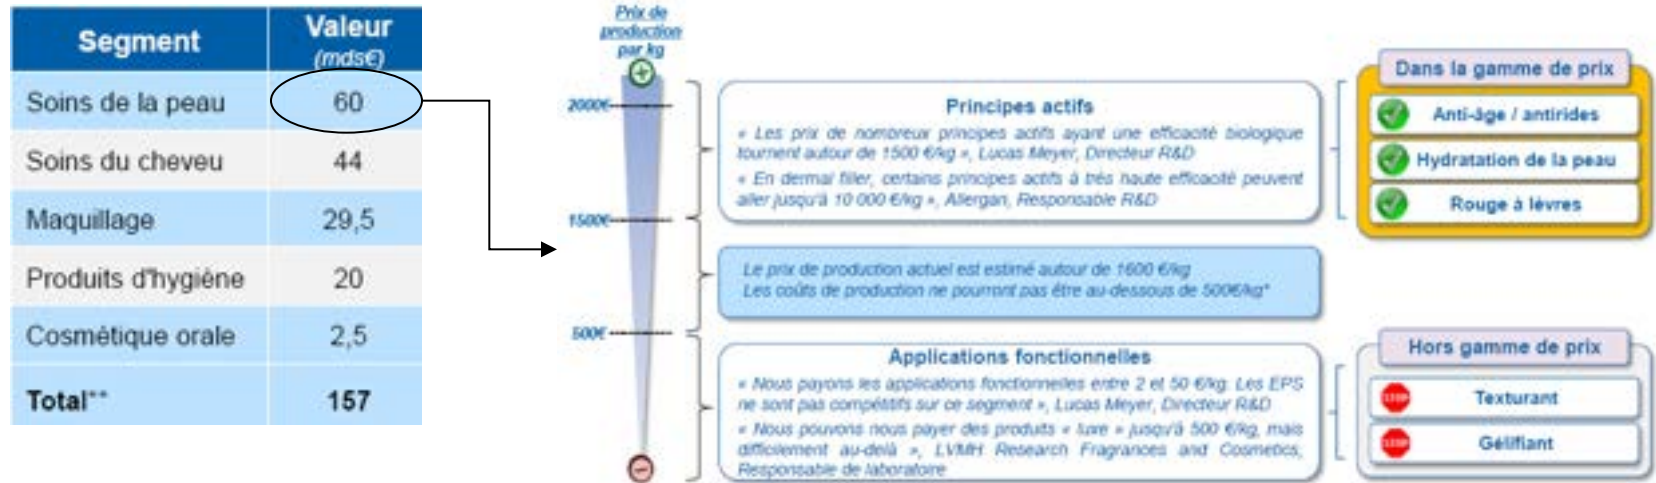 Segment
Valeur
(mds€)
Soins de la peau
60
Soins du cheveu
44
Maquillage
29,5
Produits d'hygiène
20
Cosmétique orale
2,5
Total**
157
Prix de
production
par kg
+
2000€
1500€
500€
−
Principes actifs
« Les prix de nombreux principes actifs ayant une efficacité biologique
tournent autour de 1500 €/kg », Lucas Meyer, Directeur R&D
« En dermal filler, certains principes actifs à très haute efficacité peuvent
aller jusqu'à 10 000 €/kg », Allergan, Responsable R&D
Le prix de production actuel est estimé autour de 1600 €/kg
Les coûts de production ne pourront pas être au-dessous de 500€/kg*
Applications fonctionnelles
« Nous payons les applications fonctionnelles entre 2 et 50 €/kg. Les EPS
ne sont pas compétitifs sur ce segment », Lucas Meyer, Directeur R&D
« Nous pouvons nous payer des produits « luxe » jusqu'à 500 €/kg, mais
difficilement au-delà », LVMH Research Fragrances and Cosmetics,
Responsable de laboratoire
Dans la gamme de prix
Anti-âge / antirides
Hydratation de la peau
Rouge à lèvres
Hors gamme de prix
STOP
Texturant
STOP
Gélifiant